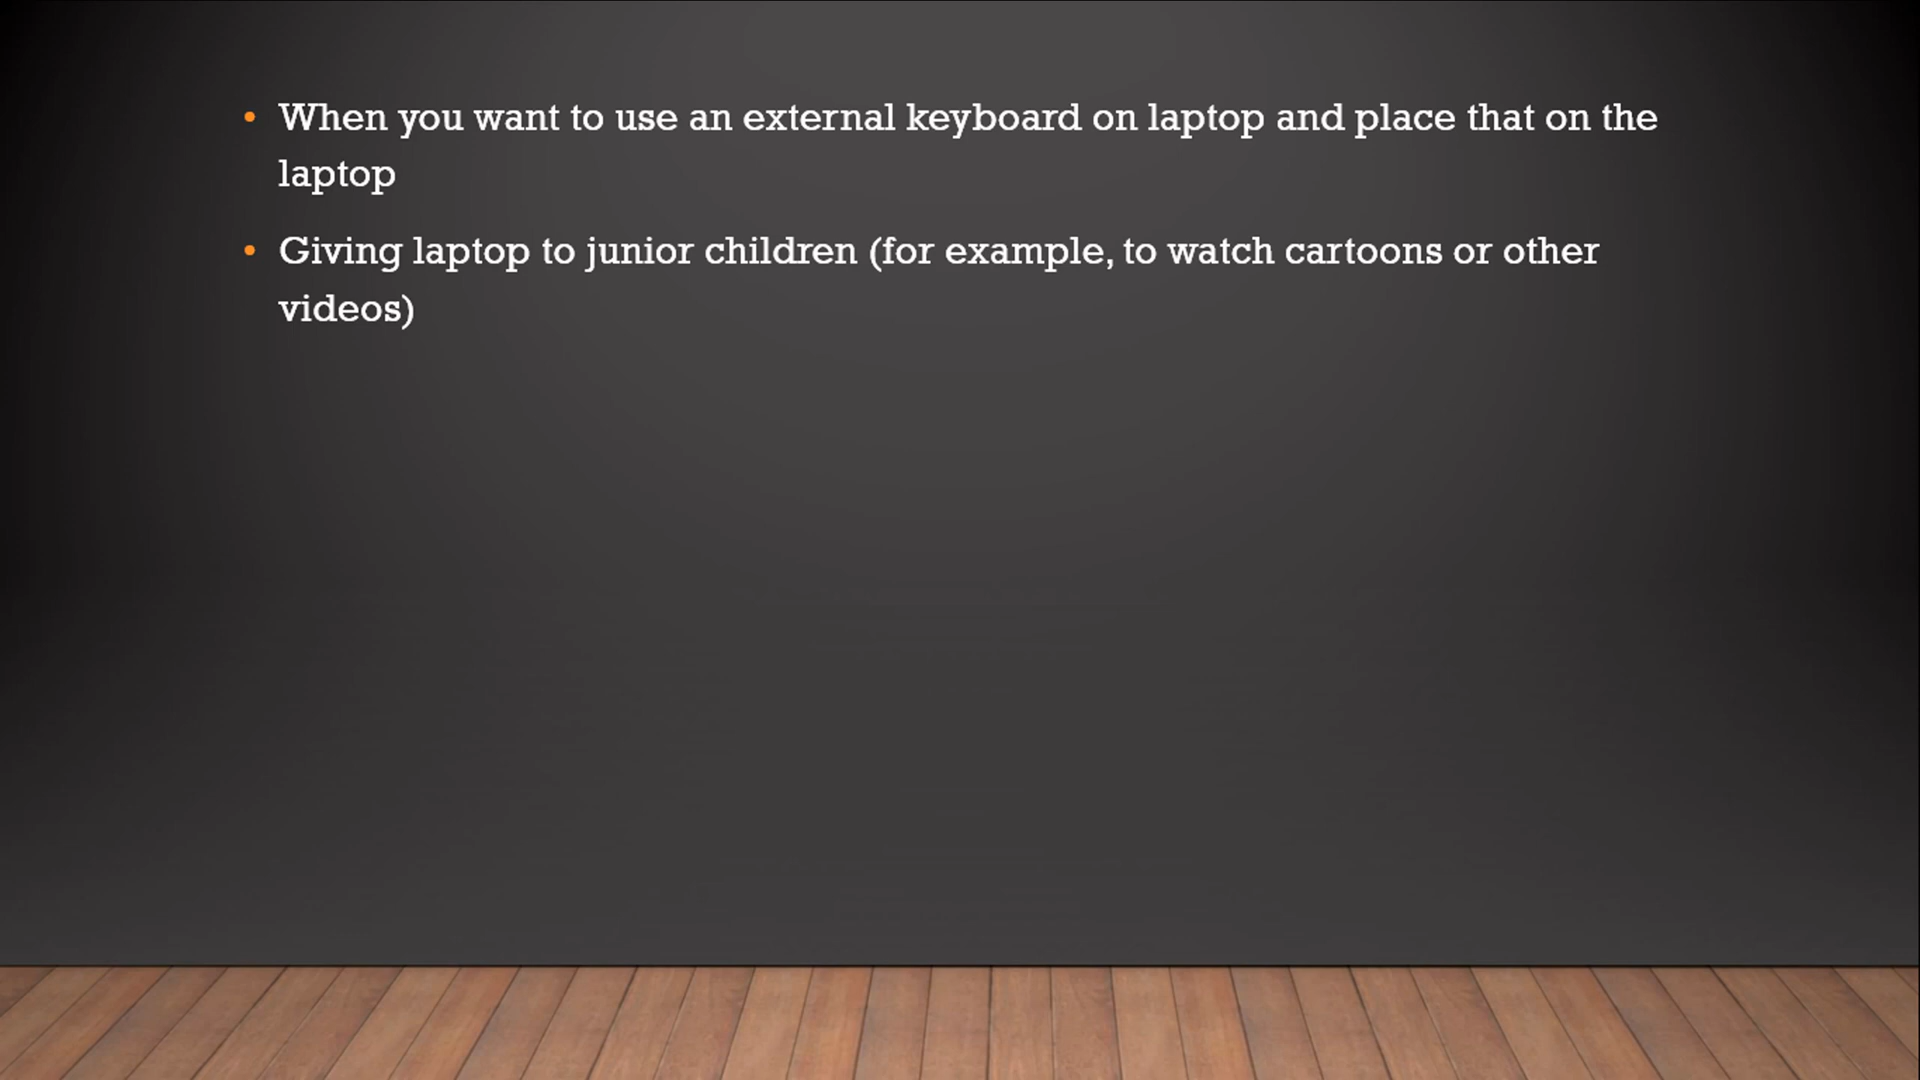 • When you want to use an external keyboard on laptop and place that on the
laptop
• Giving laptop to junior children (for example, to watch cartoons or other
videos)